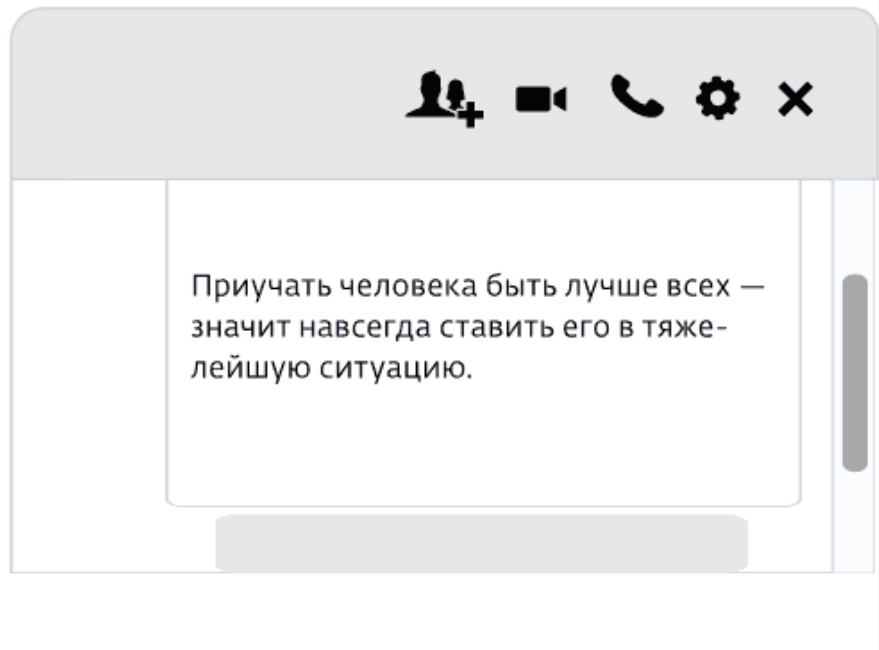 Приучать человека быть лучше всех —
значит навсегда ставить его в тяже-
лейшую ситуацию.